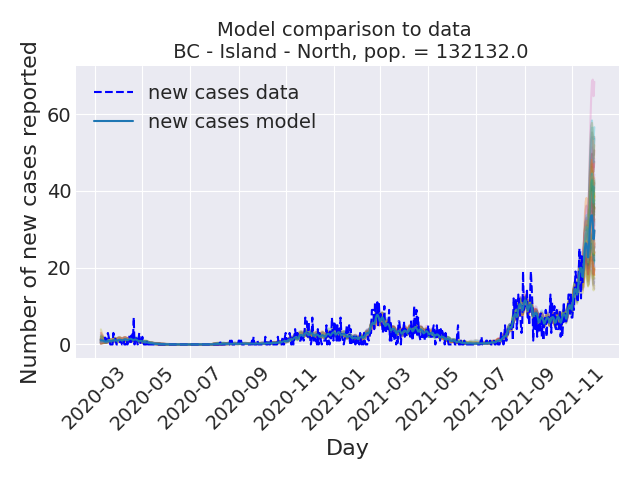 Model comparison to data
BC - Island - North, pop. = 132132.0
Number of new cases reported
60
40
20
0
new cases data
new cases model
2020-03
2020-05
2020-07
2020-09
2020-11
2021-01
2021-03
2021-05
2021-07
2021-09
2021-11
Day